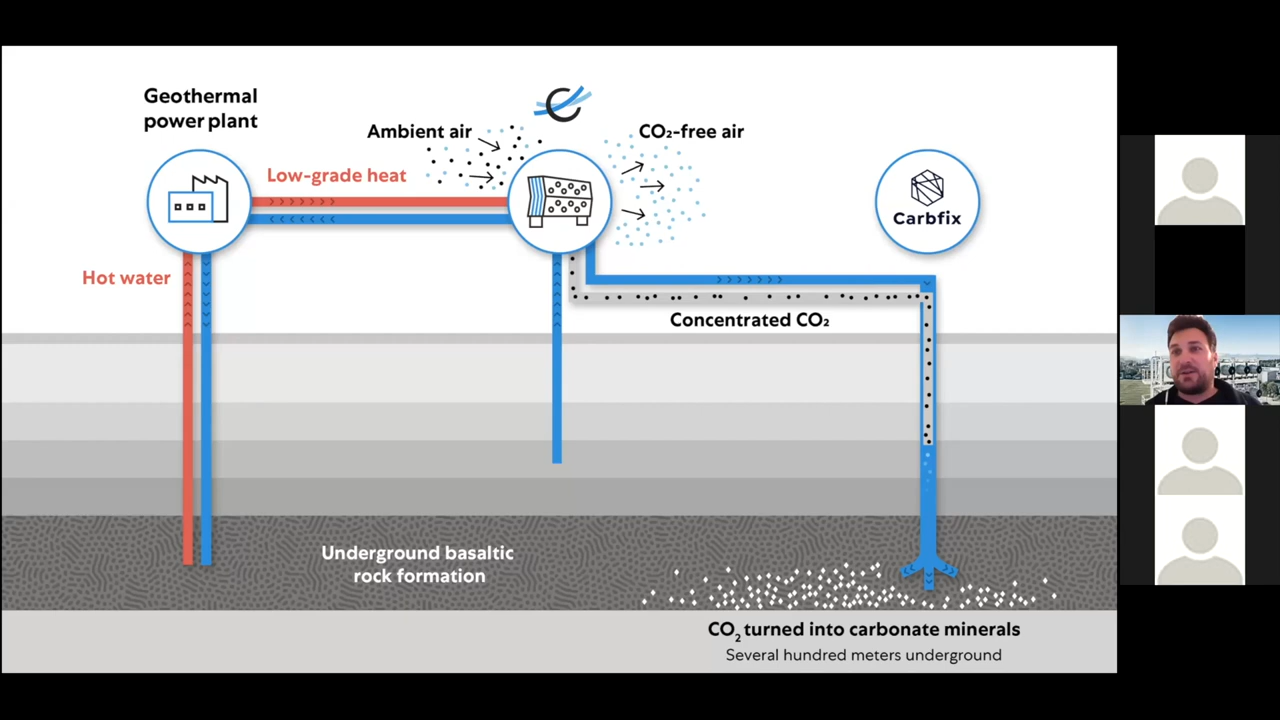 Geothermal
power plant
Ambient air
CO₂-free air
Low-grade heat
Carbfix
Hot water
Concentrated CO₂
Underground basaltic
rock formation
CO₂ turned into carbonate minerals
Several hundred meters underground